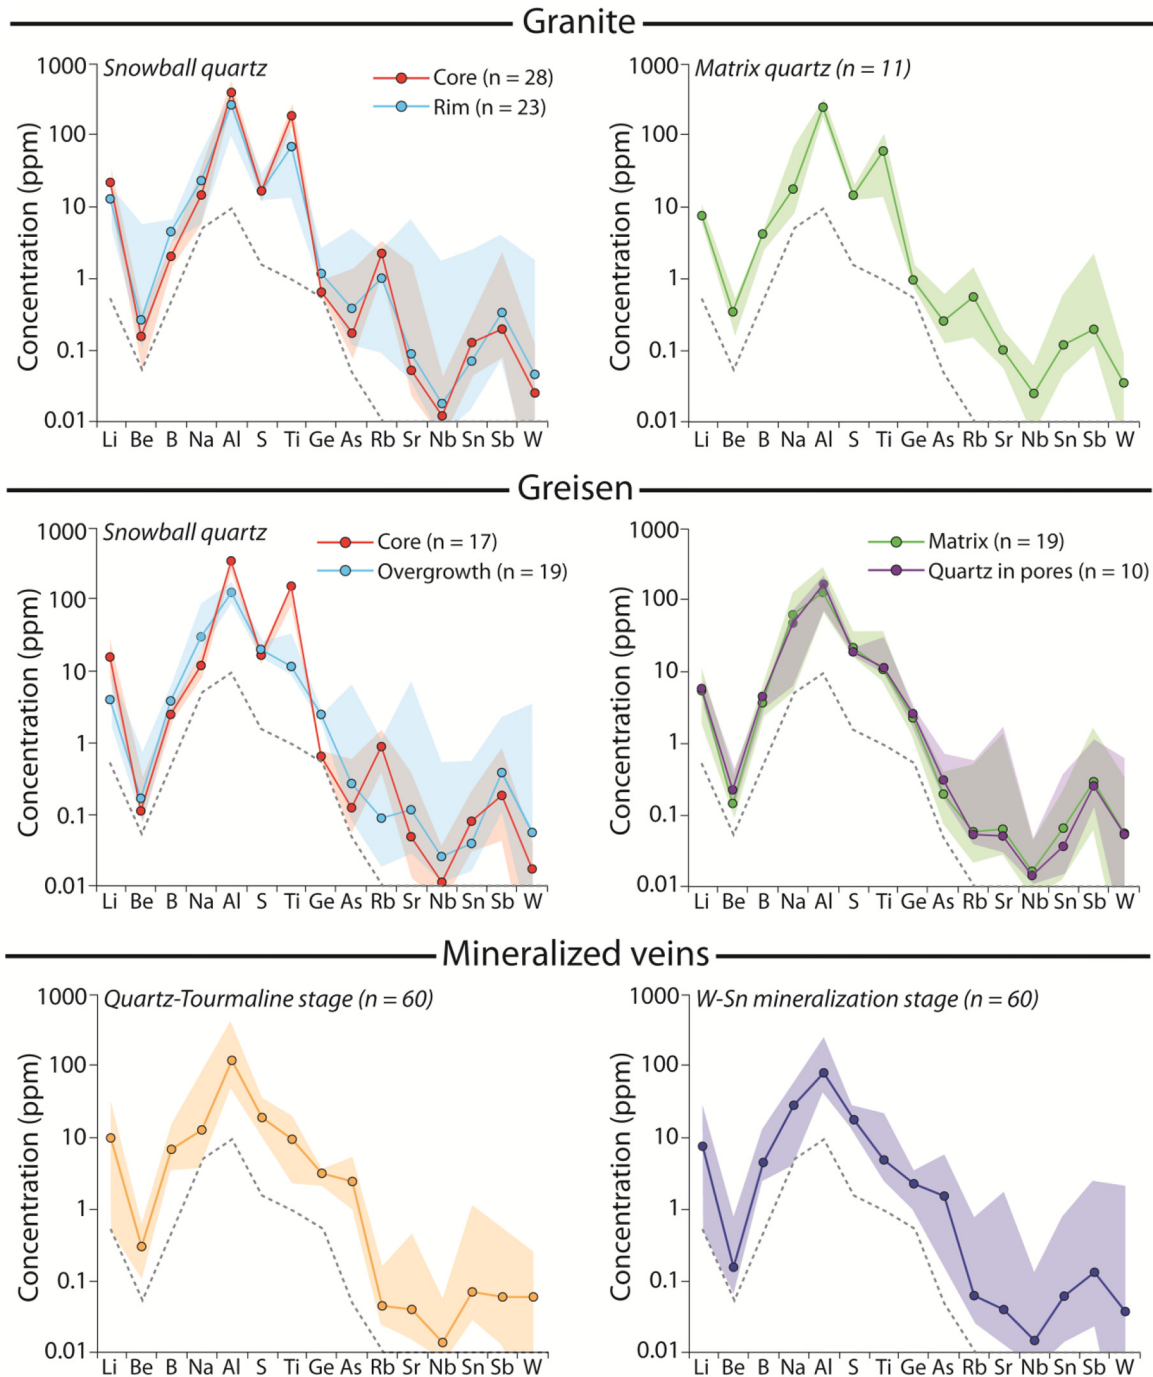 Granite
Snowball quartz
Core (n = 28)
Rim (n = 23)
Concentration (ppm)
1000
100
10
1
0.1
0.01
Li Be B Na Al S Ti Ge As Rb Sr Nb Sn Sb W
Matrix quartz (n = 11)
Concentration (ppm)
1000
100
10
1
0.1
0.01
Li Be B Na Al S Ti Ge As Rb Sr Nb Sn Sb W
Greisen
Snowball quartz
Core (n = 17)
Overgrowth (n = 19)
Concentration (ppm)
1000
100
10
1
0.1
0.01
Li Be B Na Al S Ti Ge As Rb Sr Nb Sn Sb W
Matrix (n = 19)
Quartz in pores (n = 10)
Concentration (ppm)
1000
100
10
1
0.1
0.01
Li Be B Na Al S Ti Ge As Rb Sr Nb Sn Sb W
Mineralized veins
Quartz-Tourmaline stage (n = 60)
Concentration (ppm)
1000
100
10
1
0.1
0.01
Li Be B Na Al S Ti Ge As Rb Sr Nb Sn Sb W
W-Sn mineralization stage (n = 60)
Concentration (ppm)
1000
100
10
1
0.1
0.01
Li Be B Na Al S Ti Ge As Rb Sr Nb Sn Sb W